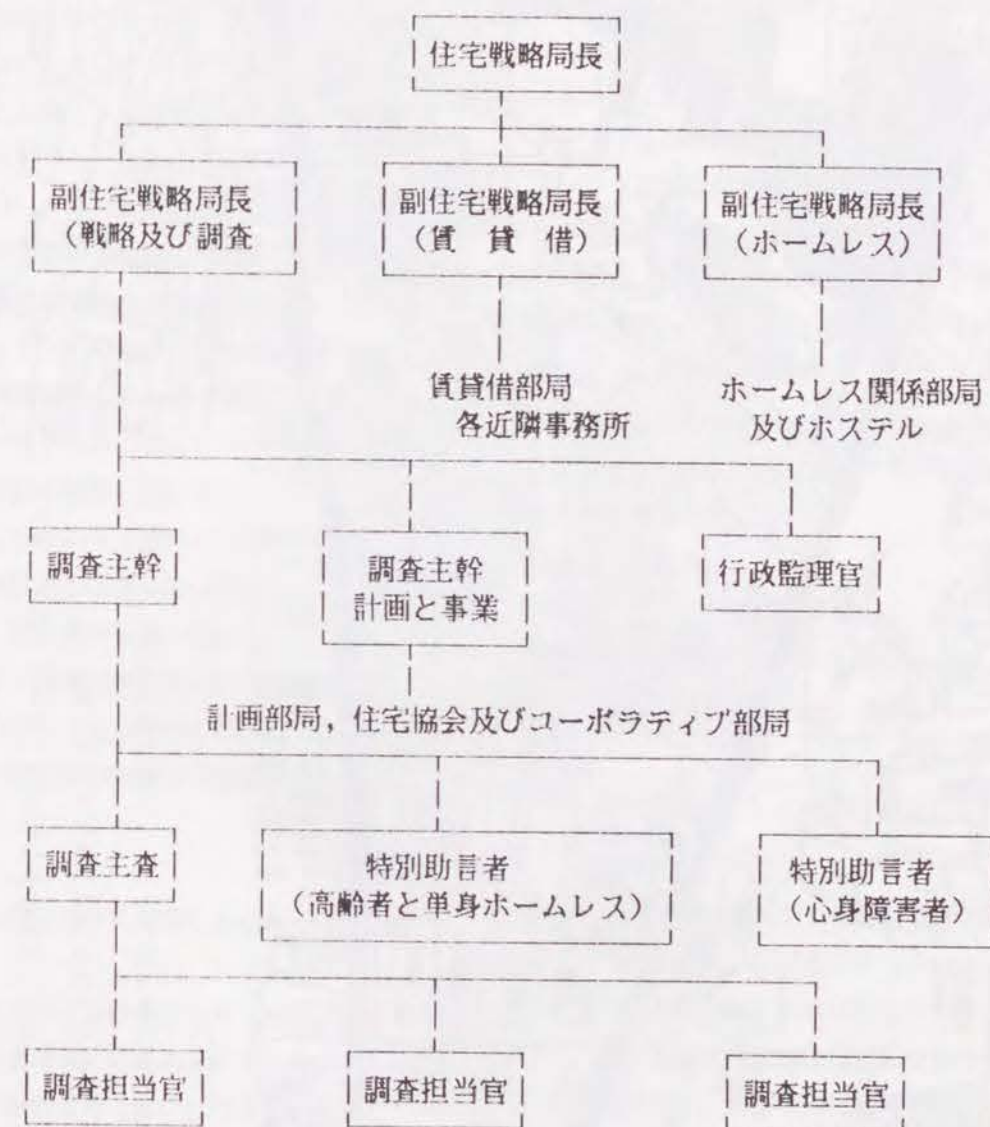 住宅戦略局長
副住宅戦略局長
(戦略及び調査
副住宅戦略局長
(賃貸借)
副住宅戦略局長
(ホームレス)
賃貸借部局
各近隣事務所
ホームレス関係部局
及びホステル
調査主幹
調査主幹
計画と事業
行政監理官
計画部局,住宅協会及びコーポラティブ部局
調査主査
特別助言者
(高齢者と単身ホームレス)
特別助言者
(心身障害者)
調査担当官
調査担当官
調査担当官